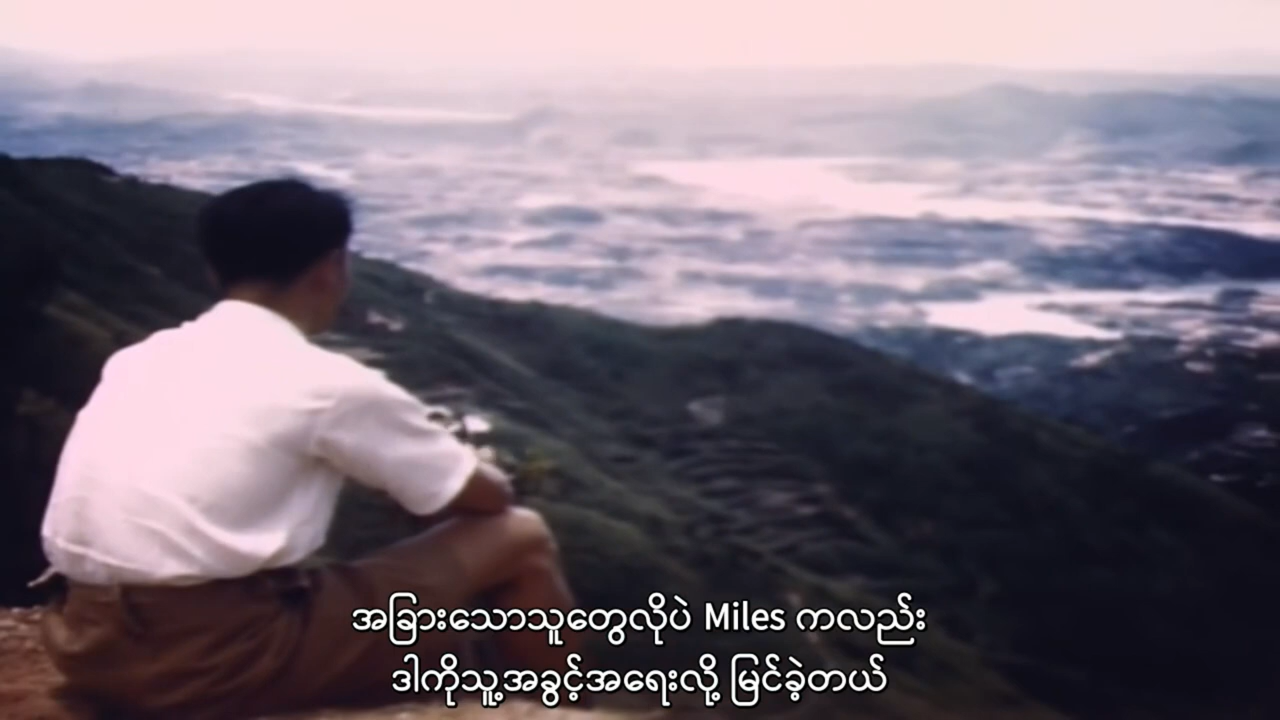 အခြားသောသူတွေလိုပဲ Miles ကလည်း
ဒါကိုသူ့အခွင့်အရေးလို့ မြင်ခဲ့တယ်